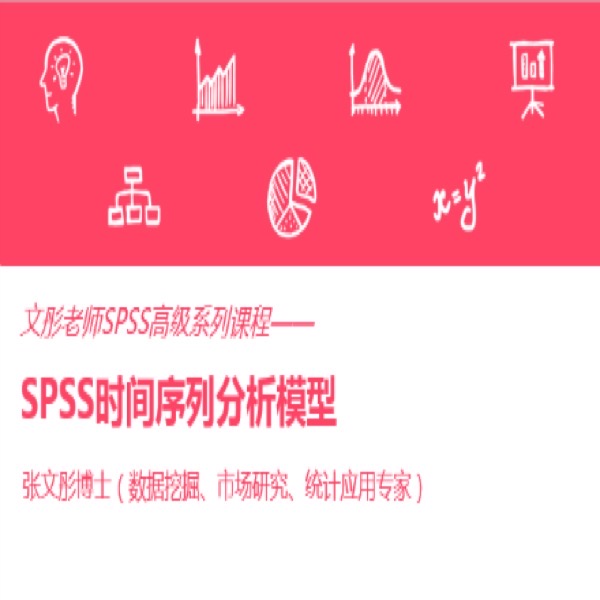 x=y²
文彤老师SPSS高级系列课程——
SPSS时间序列分析模型
张文彤博士（数据挖掘、市场研究、统计应用专家）